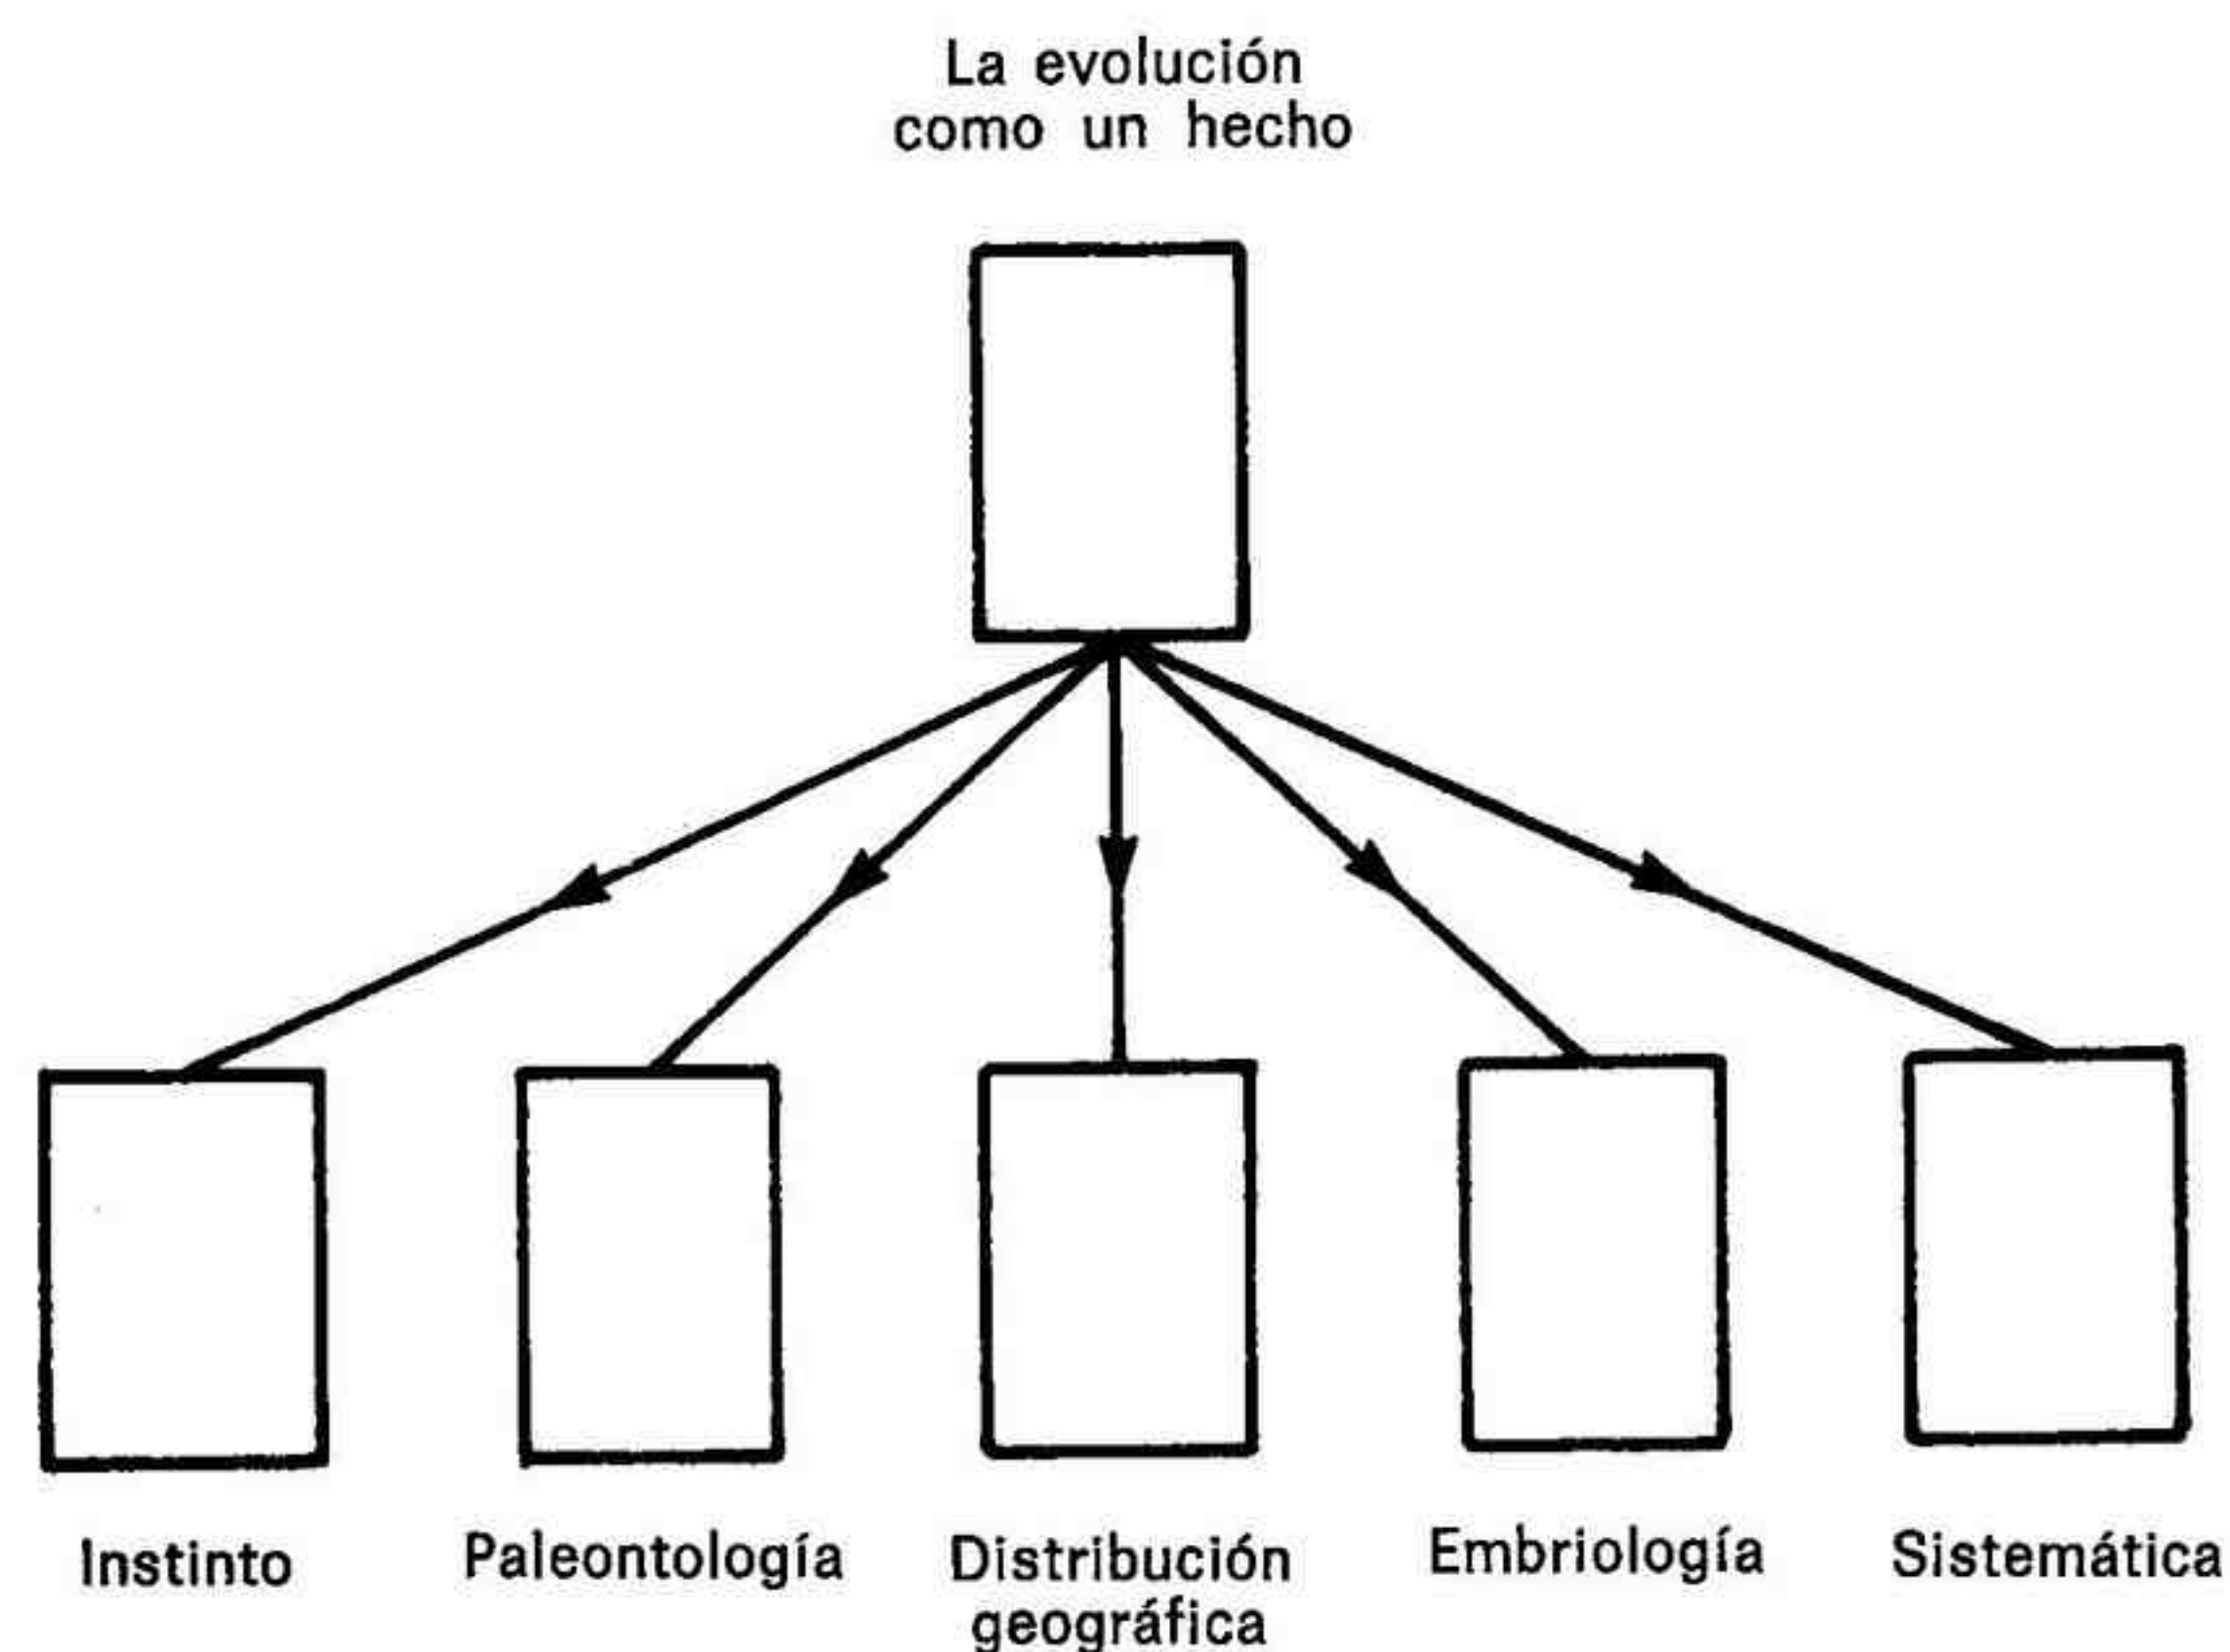 La evolución
como un hecho
Instinto
Paleontología
Distribución
geográfica
Embriología
Sistemática